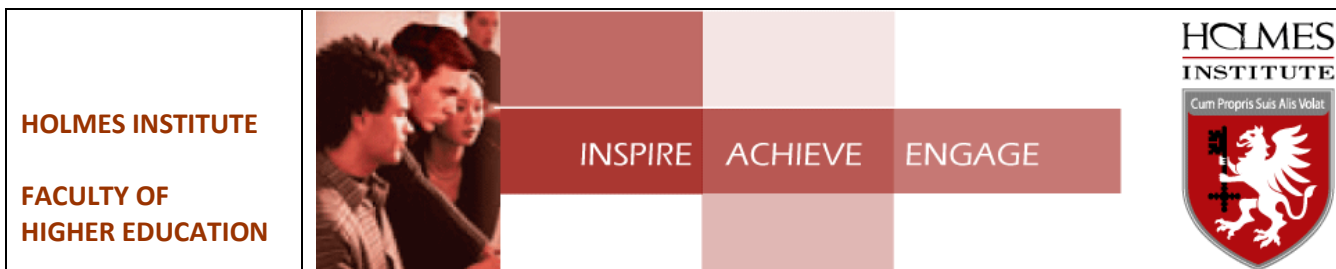 HOLMES INSTITUTE
FACULTY OF
HIGHER EDUCATION
INSPIRE ACHIEVE ENGAGE
HOLMES
INSTITUTE
Cum Propris Suis Alis Volat